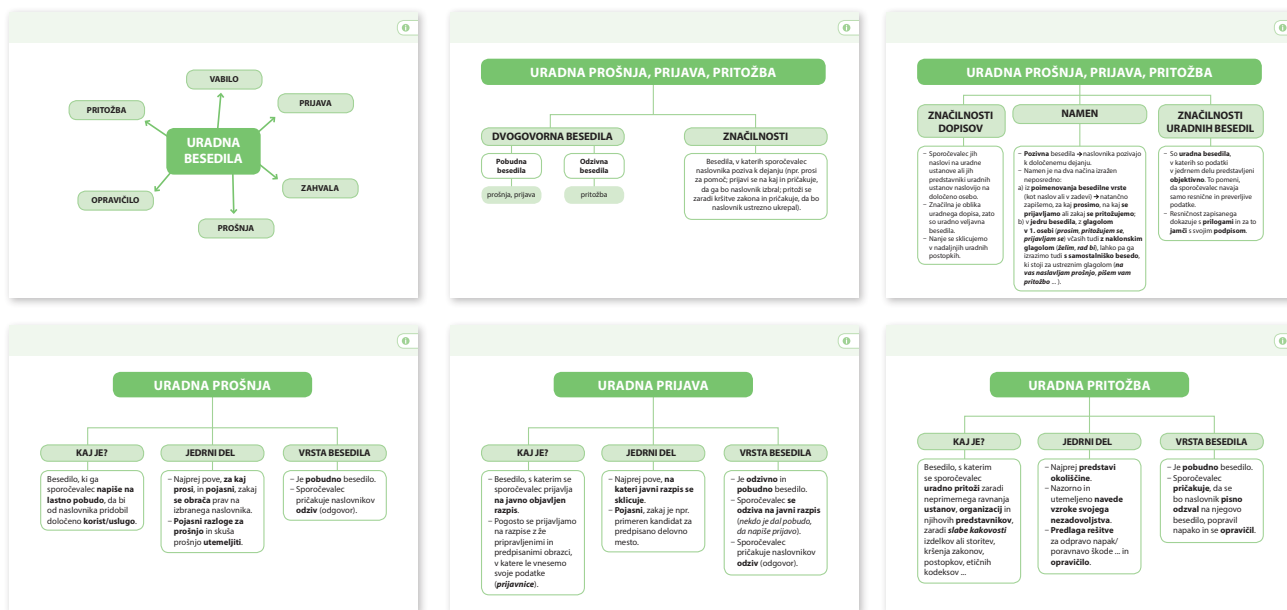 VABILO
PRITOŽBA
PRIJAVA
URADNA
BESEDILA
OPRAVIČILO
ZAHVALA
PROŠNJA
URADNA PROŠNJA, PRIJAVA, PRITOŽBA
DVOGOVORNA BESEDILA
Pobudna
besedila
prošnja, prijava
Odzivna
besedila
pritožba
ZNAČILNOSTI
Besedila, v katerih sporočevalec
naslovnika poziva k dejanju (npr. prosi
za pomoč; prijavi se na kaj in pričakuje,
da ga bo naslovnik izbral; pritoži se
zaradi kršitve zakona in pričakuje, da bo
naslovnik ustrezno ukrepal).
URADNA PROŠNJA, PRIJAVA, PRITOŽBA
ZNAČILNOSTI
DOPISOV
– Sporočevalec jih
naslovi na uradne
ustanove ali jih
predstavniki uradnih
ustanov naslovijo na
določeno osebo.
– Značilna je oblika
uradnega dopisa, zato
so uradno veljavna
besedila.
– Nanje se sklicujemo
v nadaljnjih uradnih
postopkih.
NAMEN
– Pozivna besedila → naslovnika pozivajo
k določenemu dejanju.
– Namen je na dva načina izražen
neposredno:
a) iz poimenovanja besedilne vrste
(kot naslov ali v zadevi) → natančno
zapišemo, za kaj prosimo, na kaj se
prijavljamo ali zakaj se pritožujemo;
b) v jedru besedila, z glagolom
v 1. osebi (prosim, pritožujem se,
prijavljam se) včasih tudi z naklonskim
glagolom (želim, rad bi), lahko pa ga
izrazimo tudi s samostalniško besedo,
ki stoji za ustreznim glagolom (na
vas naslavljam prošnjo, pišem vam
pritožbo ... ).
ZNAČILNOSTI
URADNIH BESEDIL
– So uradna besedila,
v katerih so podatki
v jedrnem delu predstavljeni
objektivno. To pomeni,
da sporočevalec navaja
samo resnične in preverljive
podatke.
– Resničnost zapisanega
dokazuje s prilogami in za to
jamči s svojim podpisom.
URADNA PROŠNJA
KAJ JE?
Besedilo, ki ga
sporočevalec napiše na
lastno pobudo, da bi
od naslovnika pridobil
določeno korist/uslugo.
JEDRNI DEL
– Najprej pove, za kaj
prosi, in pojasni, zakaj
se obrača prav na
izbranega naslovnika.
– Pojasni razloge za
prošnjo in skuša
prošnjo utemeljiti.
VRSTA BESEDILA
– Je pobudno besedilo.
– Sporočevalec
pričakuje naslovnikov
odziv (odgovor).
URADNA PRIJAVA
KAJ JE?
– Besedilo, s katerim se
sporočevalec prijavlja
na javno objavljen
razpis.
– Pogosto se prijavljamo
na razpise z že
pripravljenimi in
predpisanimi obrazci,
v katere le vnesemo
svoje podatke
(prijavnice).
JEDRNI DEL
– Najprej pove, na
kateri javni razpis se
sklicuje.
– Pojasni, zakaj je npr.
primeren kandidat za
predpisano delovno
mesto.
VRSTA BESEDILA
– Je odzivno in
pobudno besedilo.
– Sporočevalec se
odziva na javni razpis
(nekdo je dal pobudo,
da napiše prijavo).
– Sporočevalec
pričakuje naslovnikov
odziv (odgovor).
URADNA PRITOŽBA
KAJ JE?
Besedilo, s katerim
se sporočevalec
uradno pritoži zaradi
neprimernega ravnanja
ustanov, organizacij in
njihovih predstavnikov,
zaradi slabe kakovosti
izdelkov ali storitev,
kršenja zakonov,
postopkov, etičnih
kodeksov ...
JEDRNI DEL
– Najprej predstavi
okoliščine.
– Nazorno in
utemeljeno navede
vzroke svojega
nezadovoljstva.
– Predlaga rešitve
za odpravo napak/
poravnavo škode ... in
opravičilo.
VRSTA BESEDILA
– Je pobudno besedilo.
– Sporočevalec
pričakuje, da se
bo naslovnik pisno
odzval na njegovo
besedilo, popravil
napako in se opravičil.